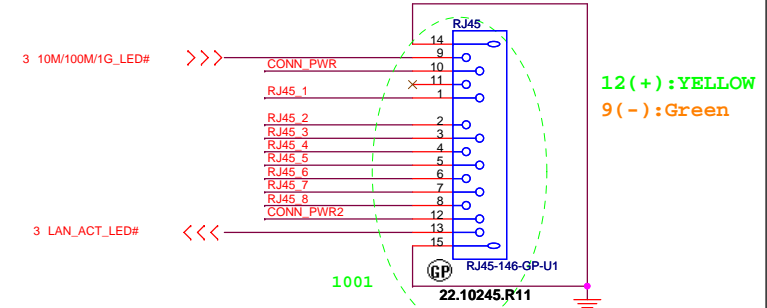 RJ45
14
3 10M/100M/1G_LED#
9
CONN_PWR
10
11
RJ45_1
1
12(+):YELLOW
9(-):Green
RJ45_2
2
RJ45_3
3
RJ45_4
4
RJ45_5
5
RJ45_6
6
RJ45_7
7
RJ45_8
8
CONN_PWR2
12
3 LAN_ACT_LED#
13
15
RJ45-146-GP-U1
GP
1001
22.10245.R11